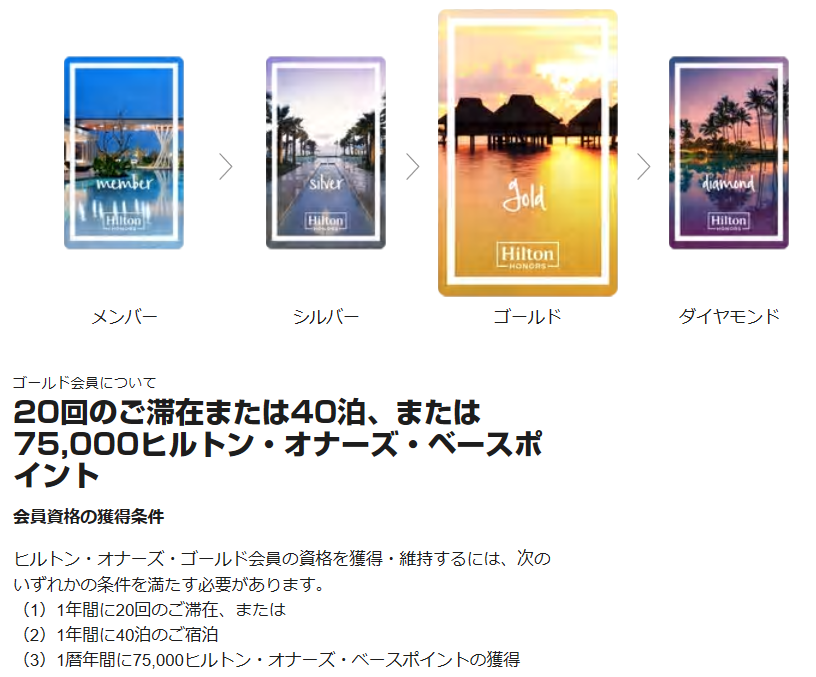 member
Hilton
HONORS
silver
Hilton
HONORS
gold
Hilton
HONORS
diamond
Hilton
HONORS
メンバー
シルバー
ゴールド
ダイヤモンド
ゴールド会員について
20回のご滞在または40泊、または
75,000ヒルトン・オナーズ・ベースポ
イント
会員資格の獲得条件
ヒルトン・オナーズ・ゴールド会員の資格を獲得・維持するには、次の
いずれかの条件を満たす必要があります。
（1）1年間に20回のご滞在、または
（2）1年間に40泊のご宿泊
（3）1暦年間に75,000ヒルトン・オナーズ・ベースポイントの獲得